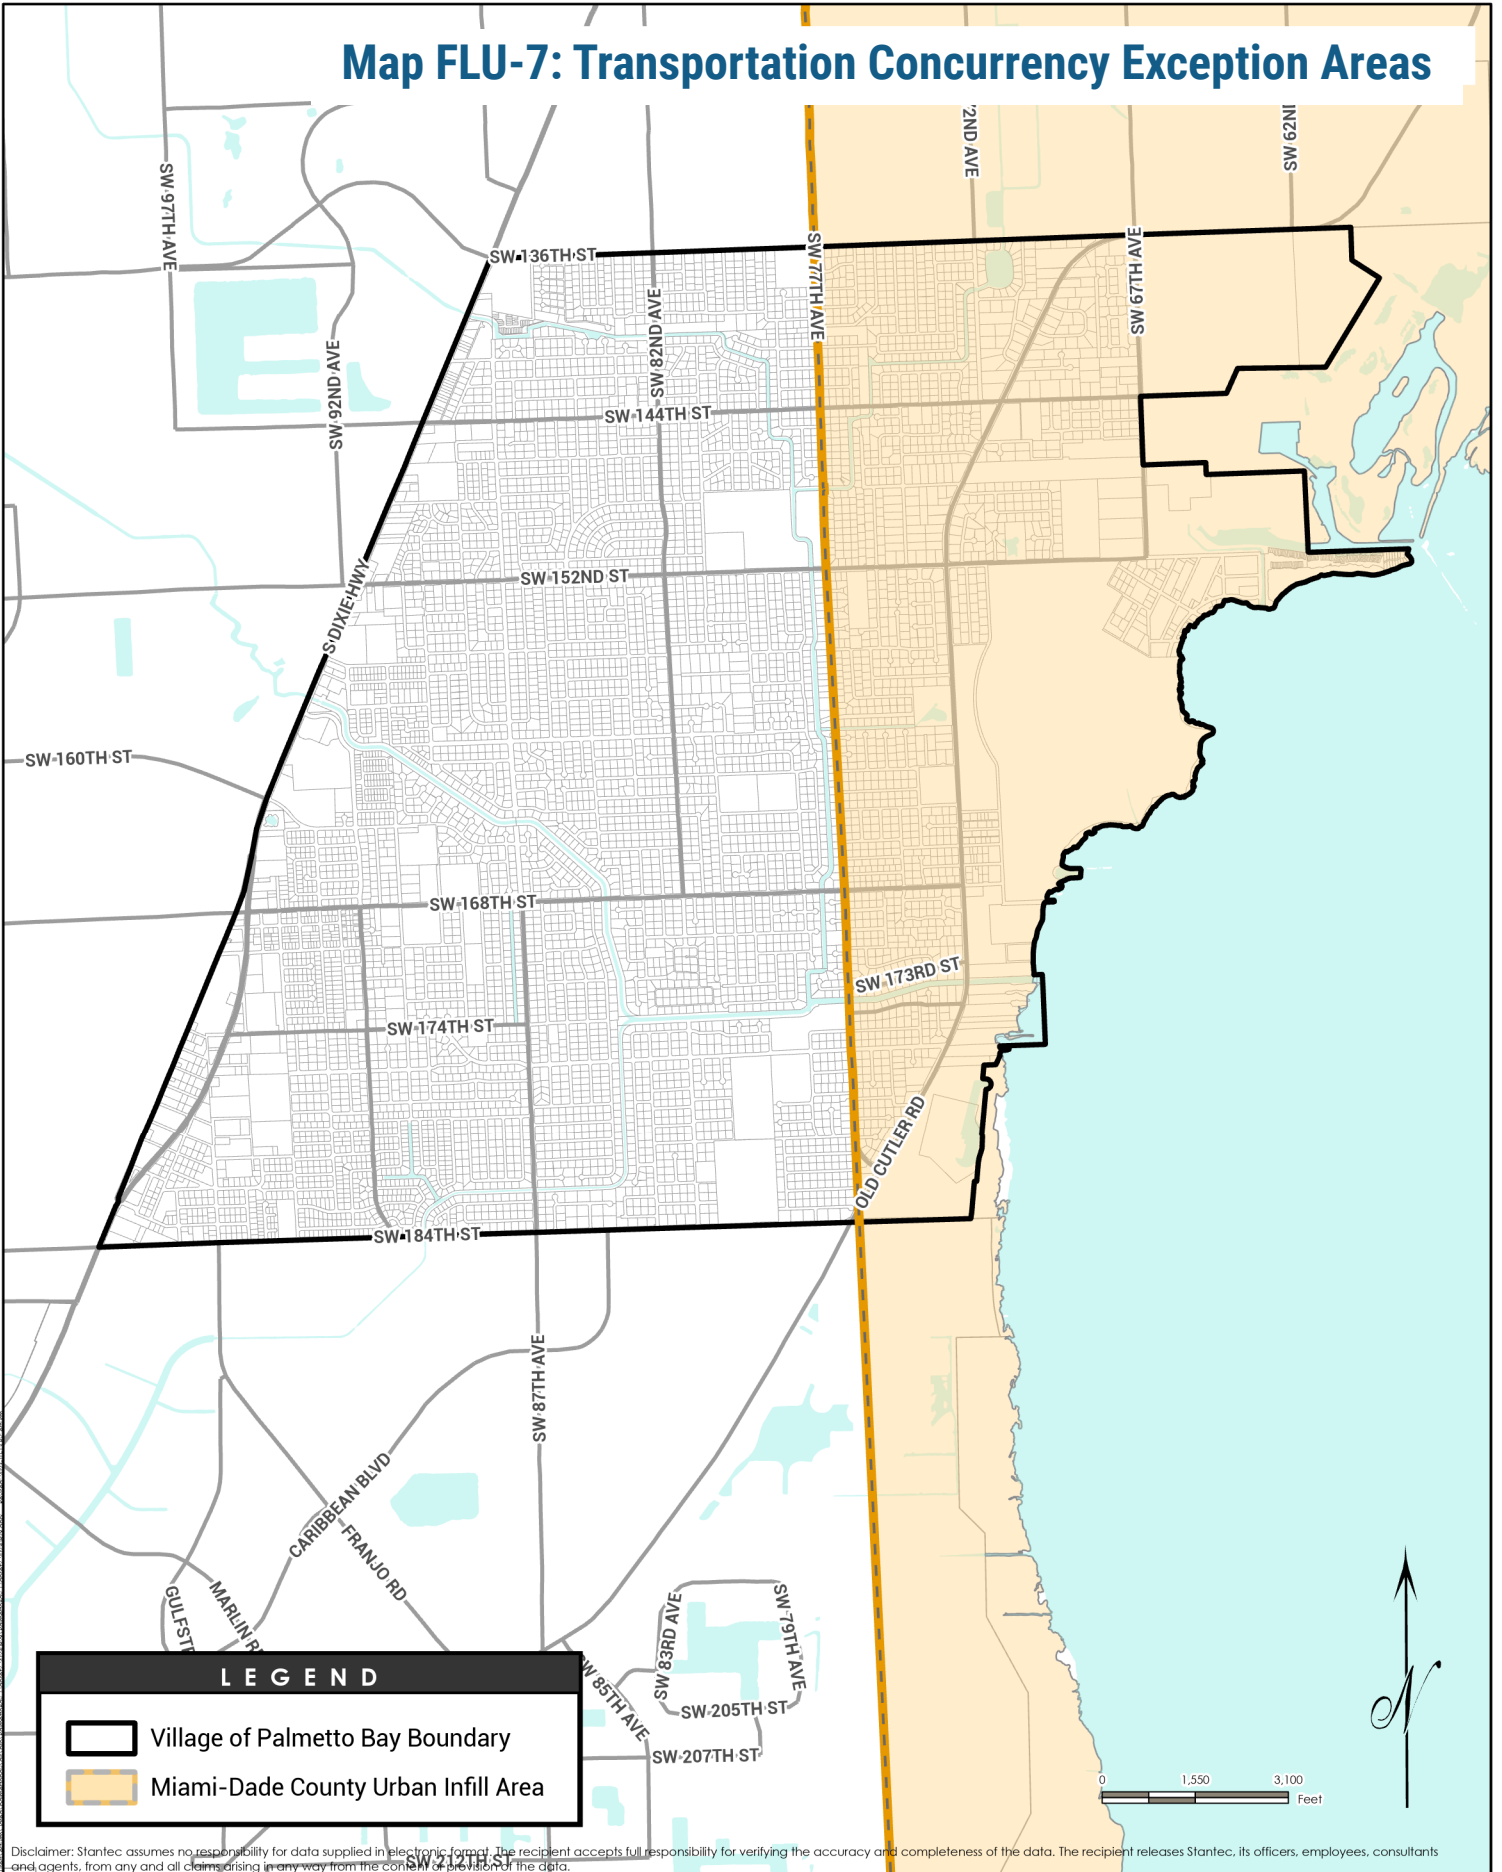 Map FLU-7: Transportation Concurrency Exception Areas
2ND AVE
SW 62N
SW 97TH AVE
SW 136TH ST
SW 77TH AVE
SW 67TH AVE
SW 82ND AVE
SW 92ND AVE
SW 144TH ST
SW 152ND ST
S DIXIE HWY
SW 160TH ST
SW 168TH ST
SW 173RD ST
SW 174TH ST
OLD CUTLER RD
SW 184TH ST
SW 87TH AVE
CARIBBEAN BLVD
FRANJO RD
GULFST
MARLIN R
SW 83RD AVE
SW 79TH AVE
SW 85TH AVE
SW 205TH ST
SW 207TH ST
LEGEND
Village of Palmetto Bay Boundary
Miami-Dade County Urban Infill Area
N
0 1,550 3,100
Feet
Disclaimer: Stantec assumes no responsibility for data supplied in electronic format. The recipient accepts full responsibility for verifying the accuracy and completeness of the data. The recipient releases Stantec, its officers, employees, consultants
and agents, from any and all claims arising in any way from the content or provision of the data.
SW 212TH ST